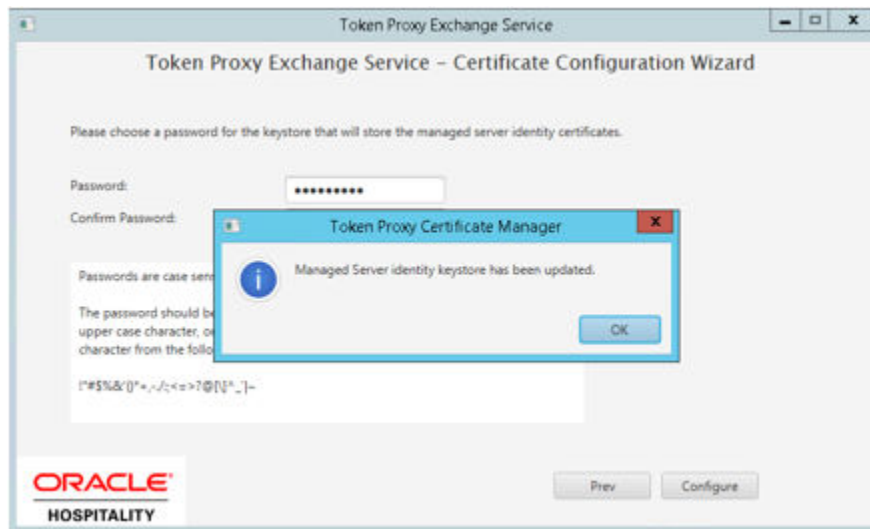 Token Proxy Exchange Service
Token Proxy Exchange Service – Certificate Configuration Wizard
Please choose a password for the keystore that will store the managed server identity certificates.
Password:
•••••••••
Confirm Password:
Token Proxy Certificate Manager
x
Managed Server identity keystore has been updated.
OK
Passwords are case sen
The password should be
upper case character, o
character from the follo
ORACLE
HOSPITALITY
Prev
Configure